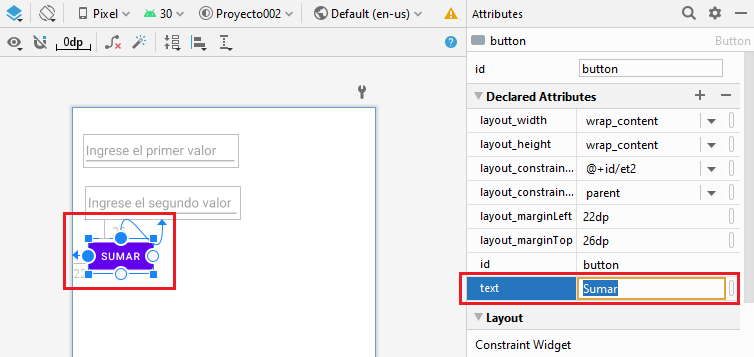 Pixel 30 Proyecto002 Default (en-us) Attributes
0dp
button Button
id button
Declared Attributes
layout_width wrap_content
layout_height wrap_content
layout_constrain... @+id/et2
layout_constrain... parent
layout_marginLeft 22dp
layout_marginTop 26dp
id button
text Sumar
Layout
Constraint Widget
Ingrese el primer valor
Ingrese el segundo valor
SUMAR